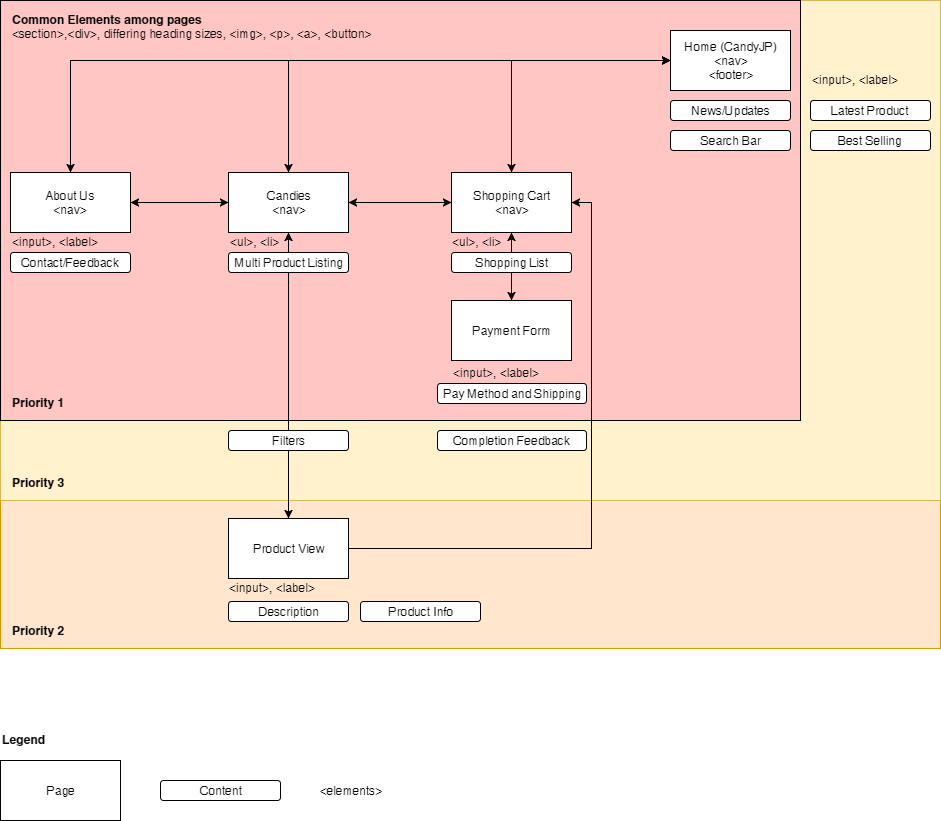 Common Elements among pages
<section>,<div>, differing heading sizes, <img>, <p>, <a>, <button>
Home (CandyJP)
<nav>
<footer>
<input>, <label>
News/Updates
Latest Product
Search Bar
Best Selling
About Us
<nav>
Candies
<nav>
Shopping Cart
<nav>
<input>, <label>
<ul>, <li>
<ul>, <li>
Contact/Feedback
Multi Product Listing
Shopping List
Payment Form
<input>, <label>
Pay Method and Shipping
Priority 1
Filters
Completion Feedback
Priority 3
Product View
<input>, <label>
Description
Product Info
Priority 2
Legend
Page
Content
<elements>